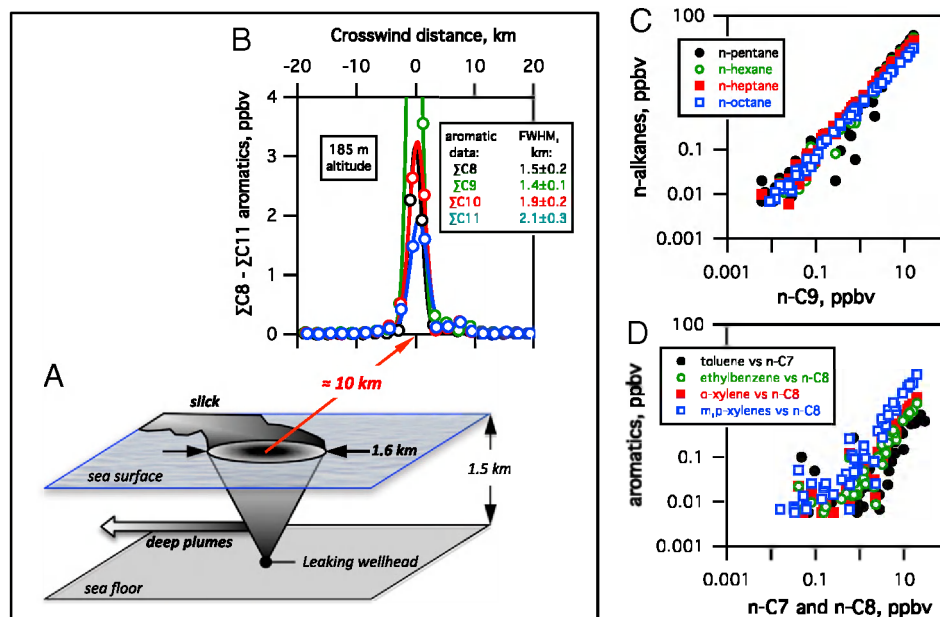 B
Crosswind distance, km
-20 -10 0 10 20
4
3
2
1
0
ΣC8 - ΣC11 aromatics, ppbv
185 m
altitude
aromatic data: FWHM, km:
ΣC8 1.5±0.2
ΣC9 1.4±0.1
ΣC10 1.9±0.2
ΣC11 2.1±0.3
-20 -10 0 10 20
A
≈ 10 km
slick
1.6 km
1.5 km
sea surface
deep plumes
Leaking wellhead
sea floor
C
100
0.1
0.01
0.001
n-alkanes, ppbv
n-pentane
n-hexane
n-heptane
n-octane
0.001 0.1 10
n-C9, ppbv
D
100
0.1
0.01
0.001
aromatics, ppbv
toluene vs n-C7
ethylbenzene vs n-C8
o-xylene vs n-C8
m,p-xylenes vs n-C8
0.001 0.1 10
n-C7 and n-C8, ppbv